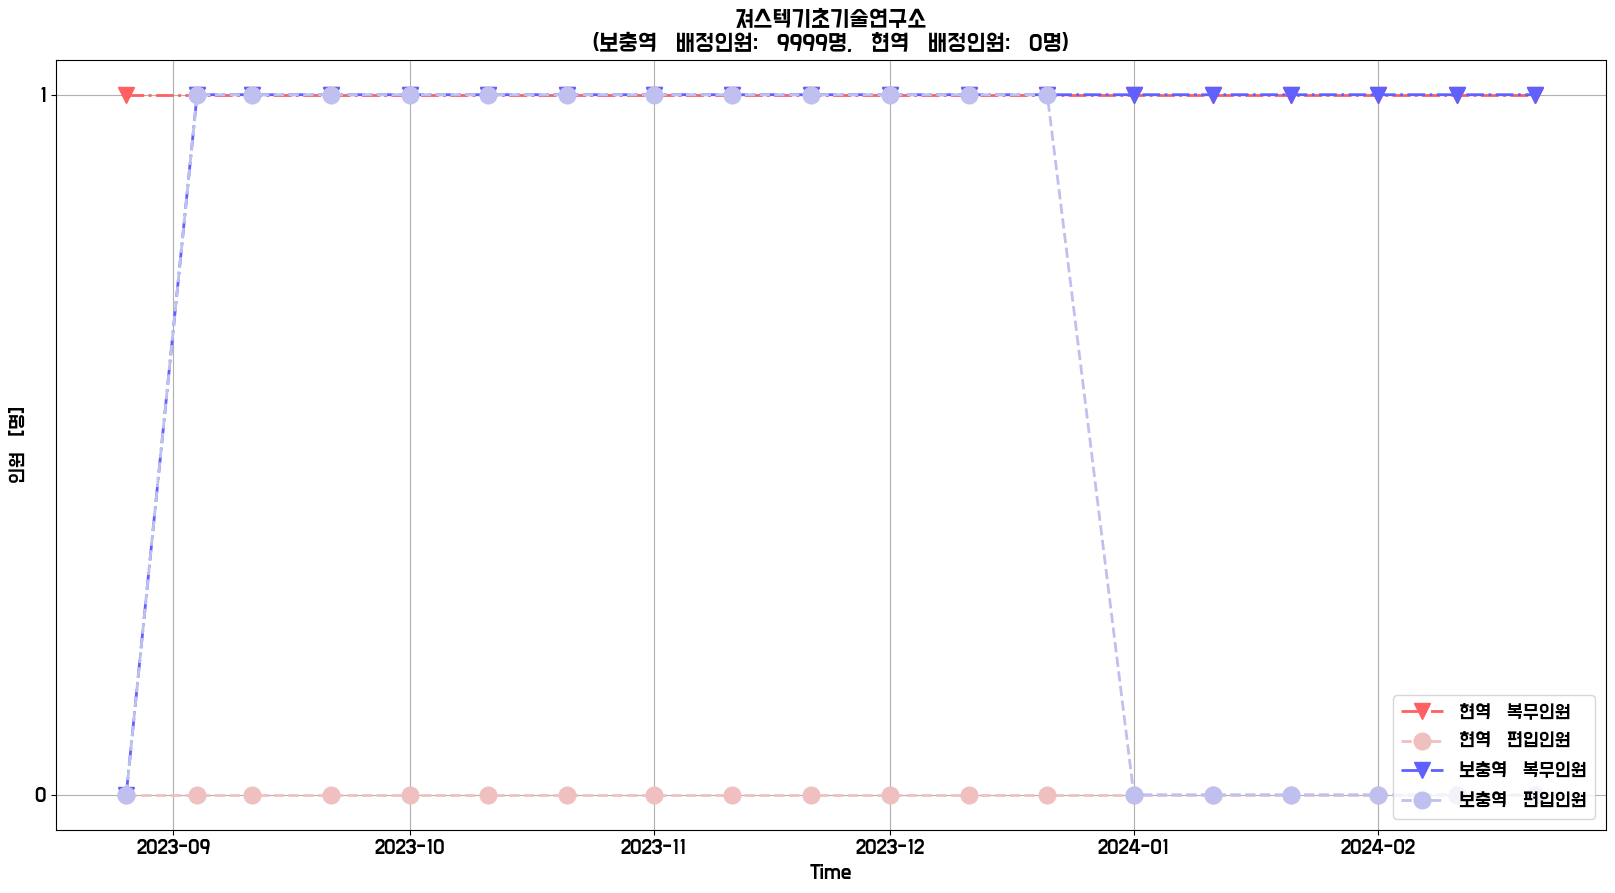 져스텍기초기술연구소
(보충역 배정인원: 9999명, 현역 배정인원: 0명)
1
인원 [명]
0
현역 복무인원
현역 편입인원
보충역 복무인원
보충역 편입인원
2023-09 2023-10 2023-11 2023-12 2024-01 2024-02
Time